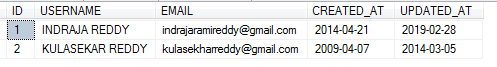 ID USERNAME EMAIL CREATED_AT UPDATED_AT
1 INDRAJA REDDY indrajaramireddy@gmail.com 2014-04-21 2019-02-28
2 KULASEKAR REDDY kulasekharreddy@gmail.com 2009-04-07 2014-03-05